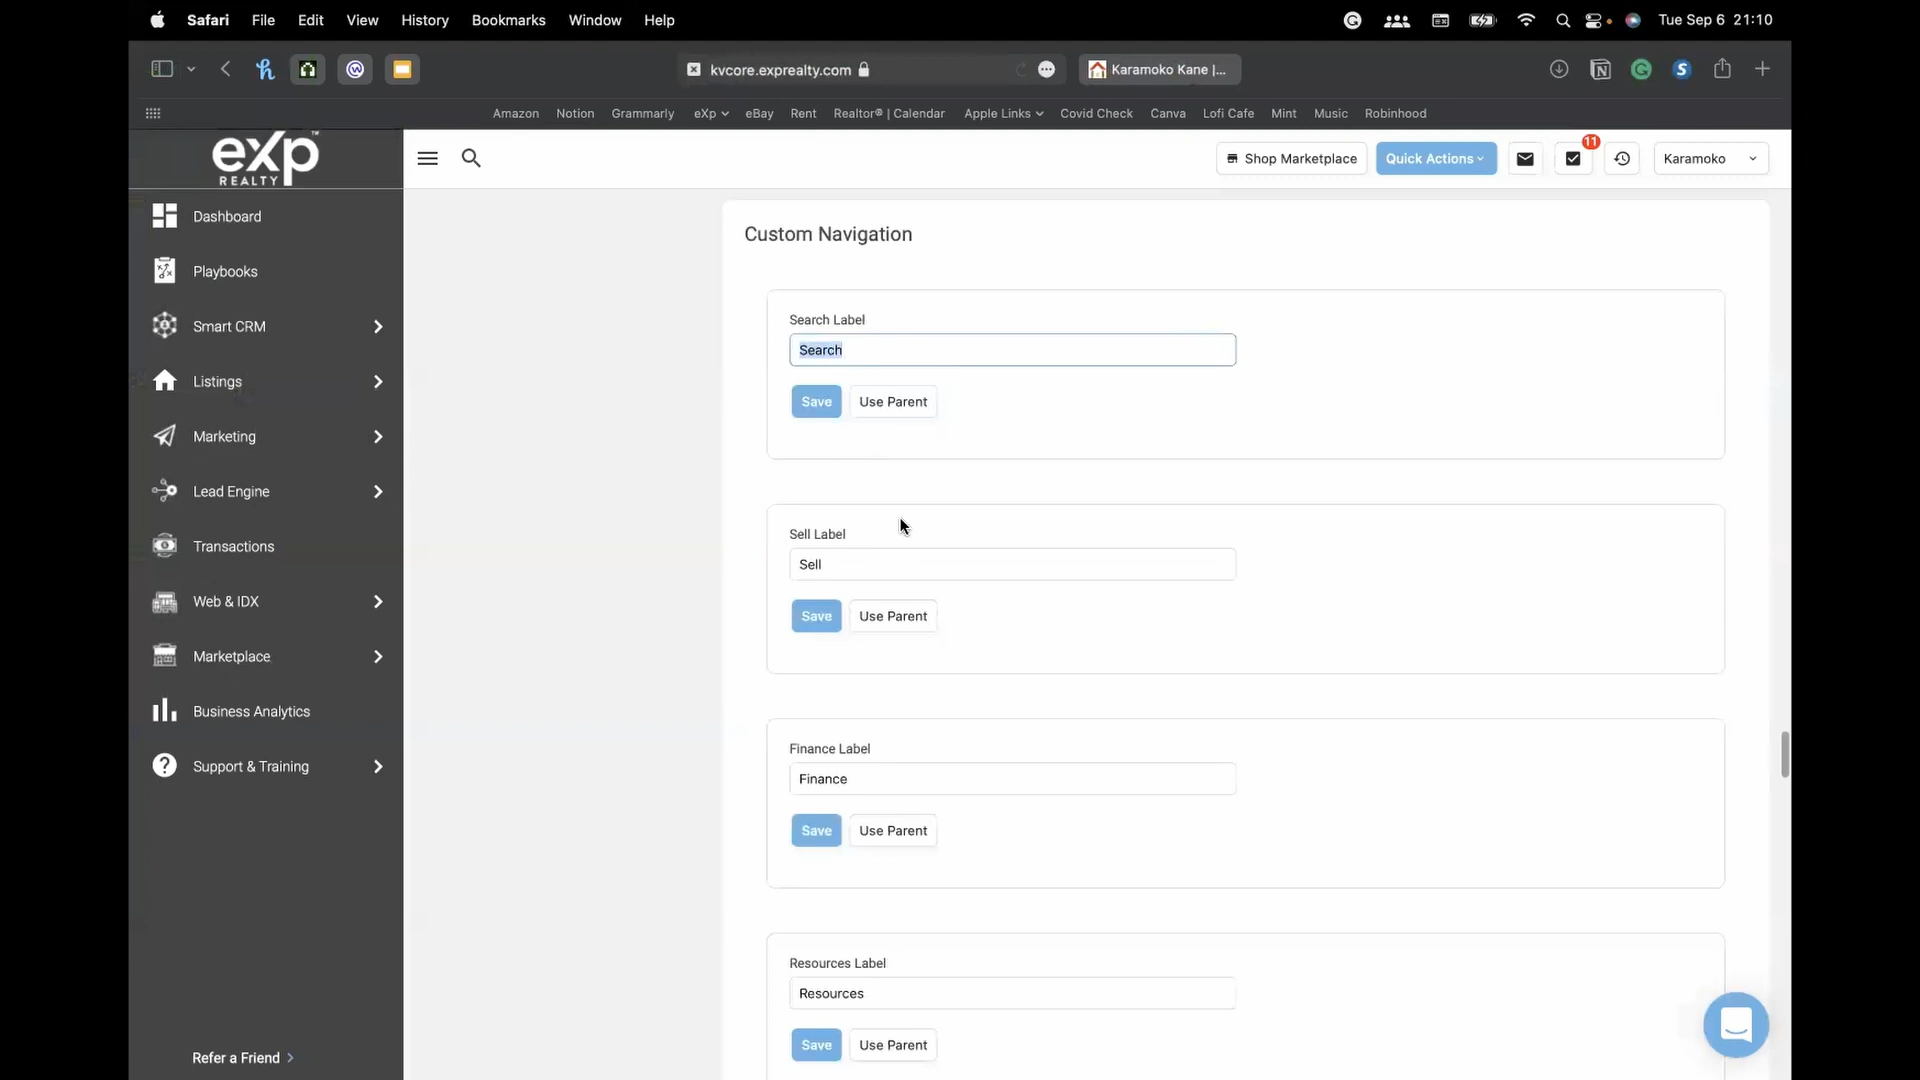 Safari File Edit View History Bookmarks Window Help Tue Sep 6 21:10
kvcore.exprealty.com Karamoko Kane |...
Amazon Notion Grammarly eXp eBay Rent Realtor® | Calendar Apple Links Covid Check Canva Lofi Cafe Mint Music Robinhood
eXp
REALTY
Shop Marketplace Quick Actions 11 Karamoko
Dashboard
Playbooks
Smart CRM
Listings
Marketing
Lead Engine
Transactions
Web & IDX
Marketplace
Business Analytics
Support & Training
Refer a Friend
Custom Navigation
Search Label
Search
Save Use Parent
Sell Label
Sell
Save Use Parent
Finance Label
Finance
Save Use Parent
Resources Label
Resources
Save Use Parent